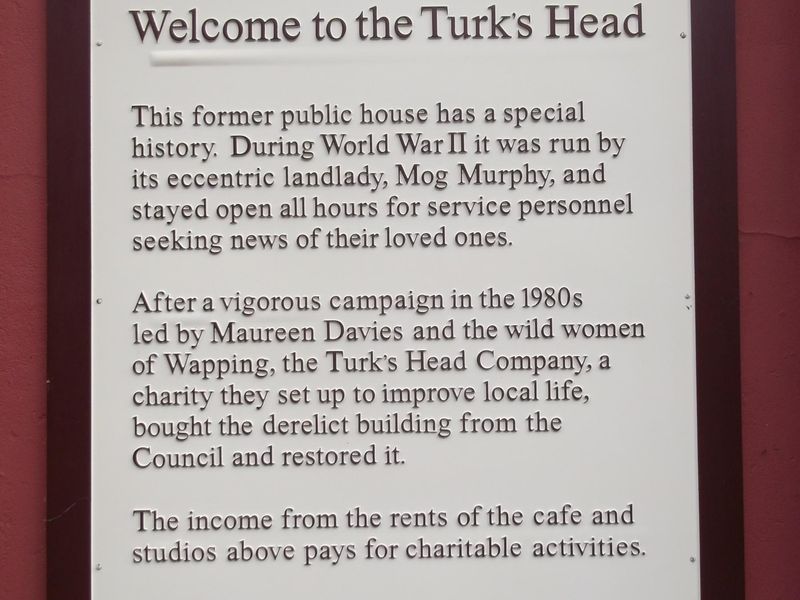 Welcome to the Turk's Head
This former public house has a special
history. During World War II it was run by
its eccentric landlady, Mog Murphy, and
stayed open all hours for service personnel
seeking news of their loved ones.
After a vigorous campaign in the 1980s
led by Maureen Davies and the wild women
of Wapping, the Turk's Head Company, a
charity they set up to improve local life,
bought the derelict building from the
Council and restored it.
The income from the rents of the cafe and
studios above pays for charitable activities.